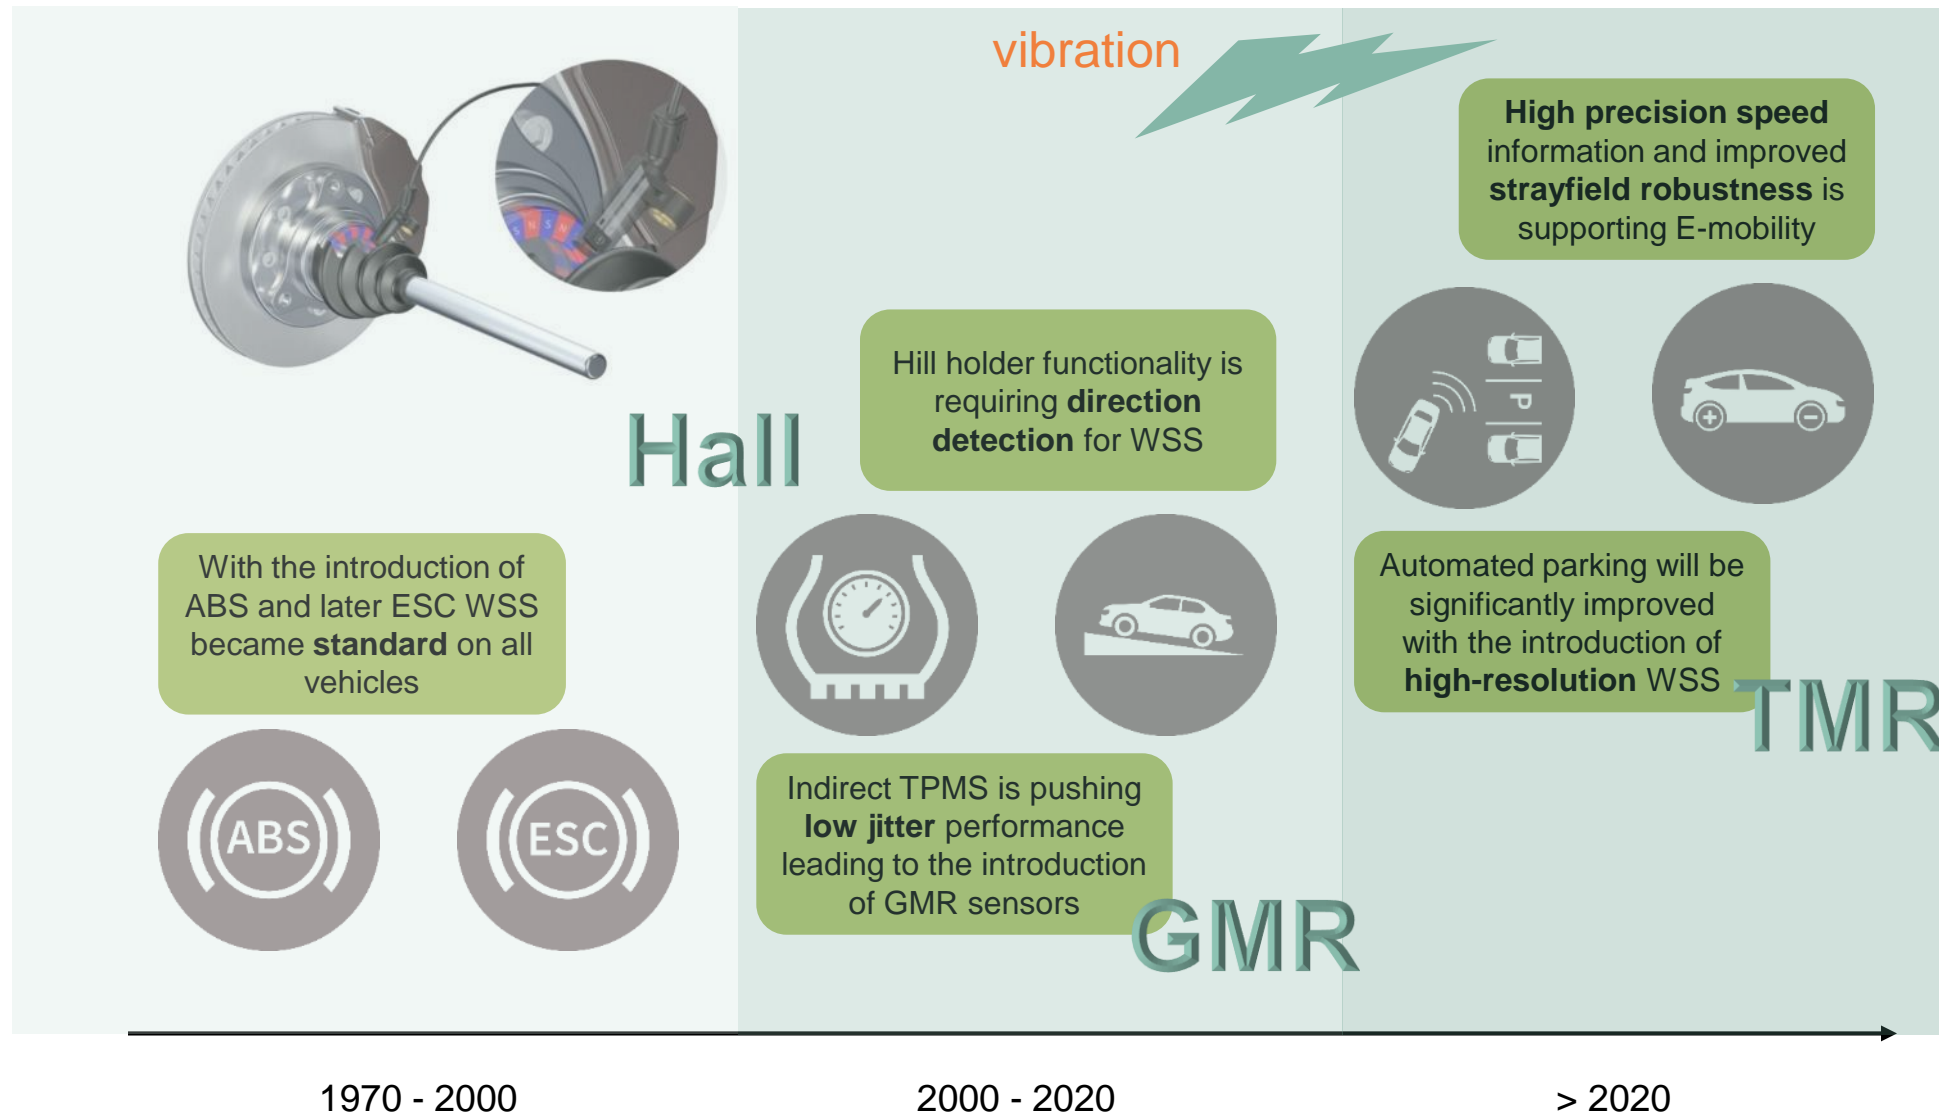 vibration
High precision speed
information and improved
strayfield robustness is
supporting E-mobility
S
N
S
N
S
Hall
Hill holder functionality is
requiring direction
detection for WSS
P
+
-
With the introduction of
ABS and later ESC WSS
became standard on all
vehicles
Automated parking will be
significantly improved
with the introduction of
high-resolution WSS
TMR
ABS
ESC
Indirect TPMS is pushing
low jitter performance
leading to the introduction
of GMR sensors
GMR
1970 - 2000
2000 - 2020
> 2020